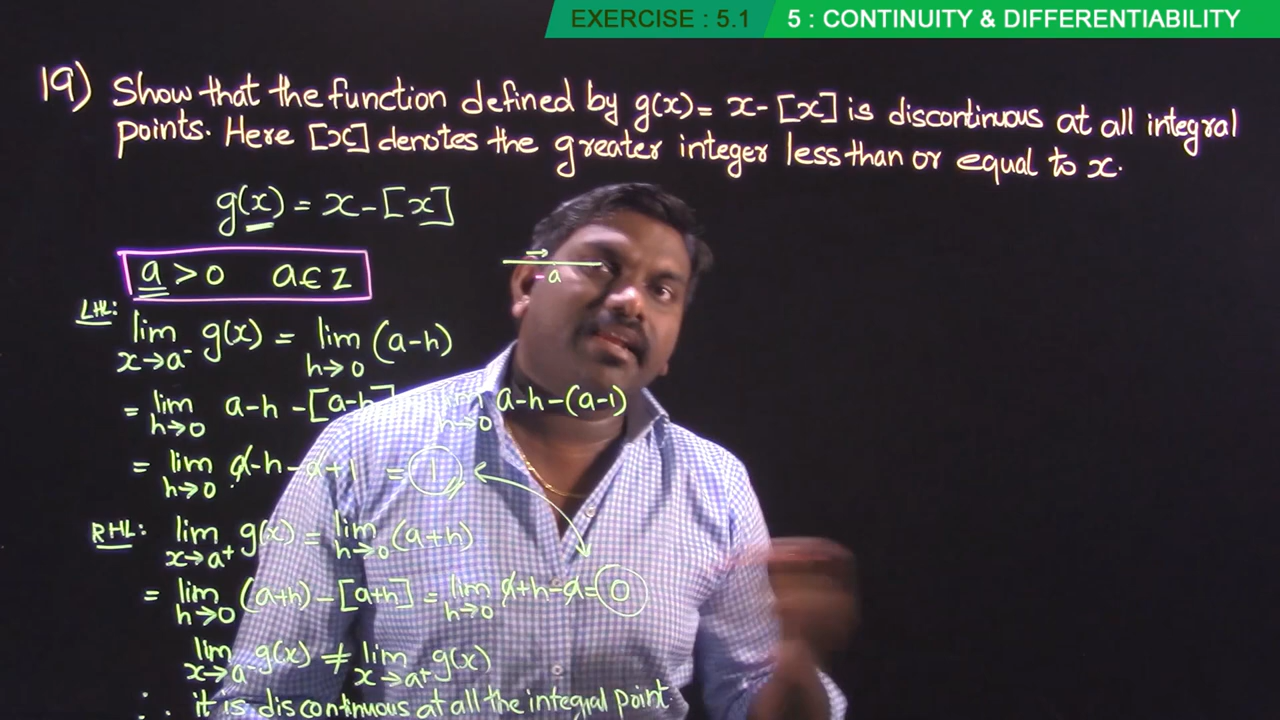 EXERCISE : 5.1
5 : CONTINUITY & DIFFERENTIABILITY
19) Show that the function defined by g(x) = x - [x] is discontinuous at all integral
points. Here [x] denotes the greater integer less than or equal to x.
g(x) = x - [x]
a > 0 a ∈ z
-a
LHL:
lim x→a⁻ g(x) = lim h→0 (a-h)
= lim h→0 a-h-[a-h] lim h→0 a-h-(a-1)
= lim h→0 a-h-a+1 = 1
RHL: lim x→a⁺ g(x) = lim h→0 (a+h)
= lim h→0 (a+h) - [a+h] = lim h→0 a+h-a = 0
lim x→a⁻ g(x) ≠ lim x→a⁺ g(x)
∴ it is discontinuous at all the integral point.